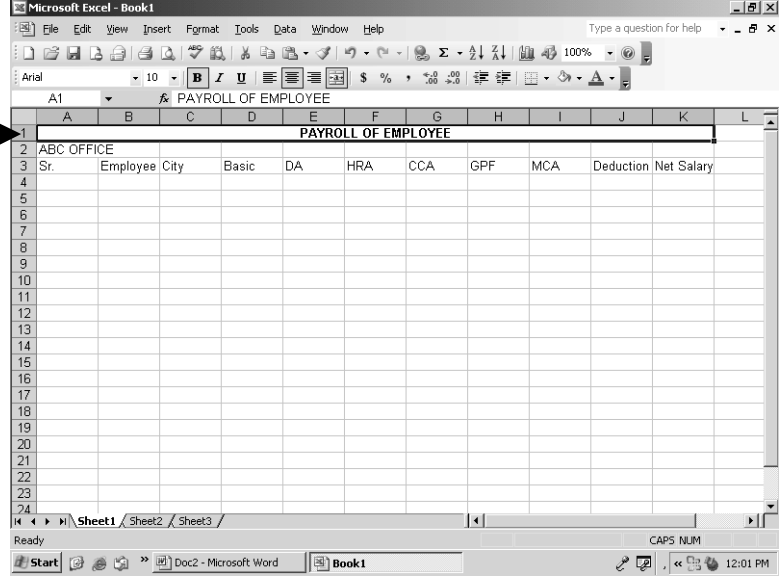 Microsoft Excel - Book1
File Edit View Insert Format Tools Data Window Help Type a question for help
100%
Arial 10 B I U $ % ,
A1 fx PAYROLL OF EMPLOYEE
A B C D E F G H I J K L
1 PAYROLL OF EMPLOYEE
2 ABC OFFICE
3 Sr. Employee City Basic DA HRA CCA GPF MCA Deduction Net Salary
4
5
6
7
8
9
10
11
12
13
14
15
16
17
18
19
20
21
22
23
24
Sheet1 Sheet2 Sheet3
Ready CAPS NUM
Start Doc2 - Microsoft Word Book1 12:01 PM